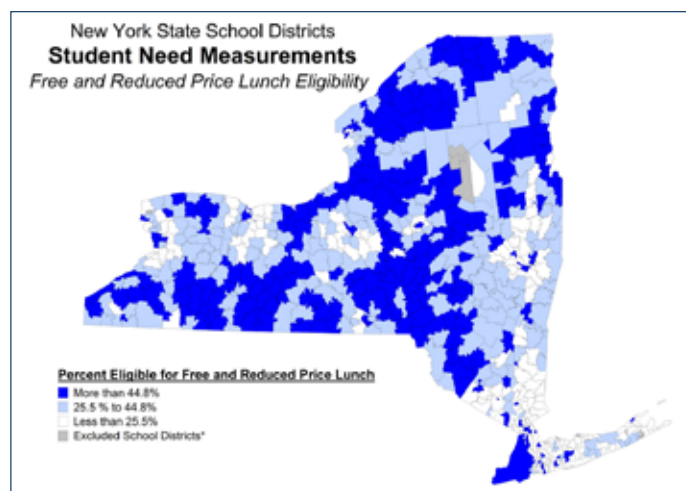 New York State School Districts
Student Need Measurements
Free and Reduced Price Lunch Eligibility
Percent Eligible for Free and Reduced Price Lunch
More than 44.8%
25.5 % to 44.8%
Less than 25.5%
Excluded School Districts*